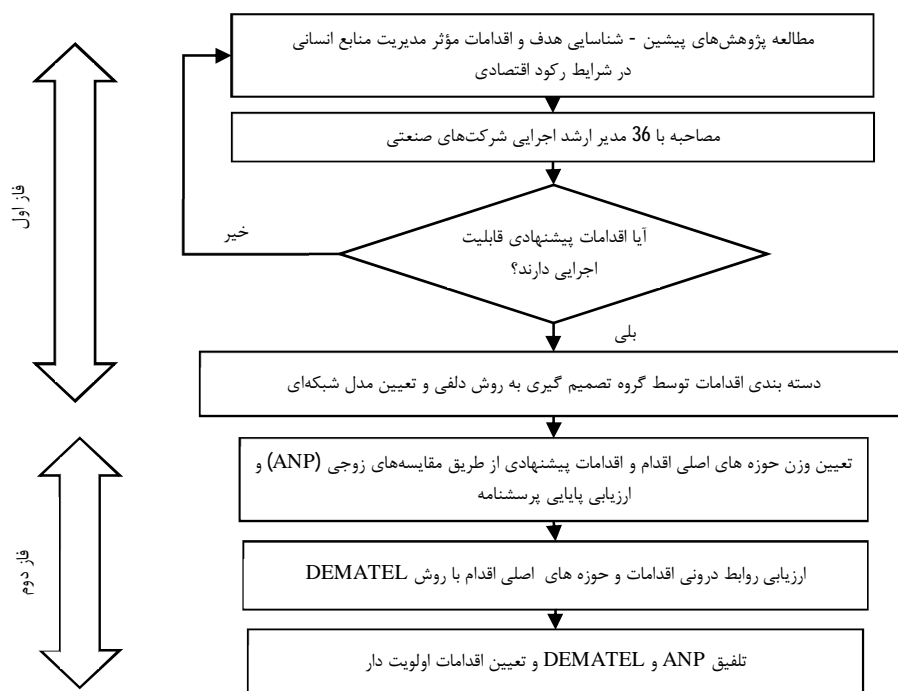 مطالعه پژوهش‌های پیشین - شناسایی هدف و اقدامات مؤثر مدیریت منابع انسانی
در شرایط رکود اقتصادی
مصاحبه با 36 مدیر ارشد اجرایی شرکت‌های صنعتی
آیا اقدامات پیشنهادی قابلیت
اجرایی دارند؟
خیر
بلی
فاز اول
دسته بندی اقدامات توسط گروه تصمیم گیری به روش دلفی و تعیین مدل شبکه‌ای
تعیین وزن حوزه های اصلی اقدام و اقدامات پیشنهادی از طریق مقایسه‌های زوجی (ANP) و
ارزیابی پایایی پرسشنامه
ارزیابی روابط درونی اقدامات و حوزه های اصلی اقدام با روش DEMATEL
فاز دوم
تلفیق ANP و DEMATEL و تعیین اقدامات اولویت دار